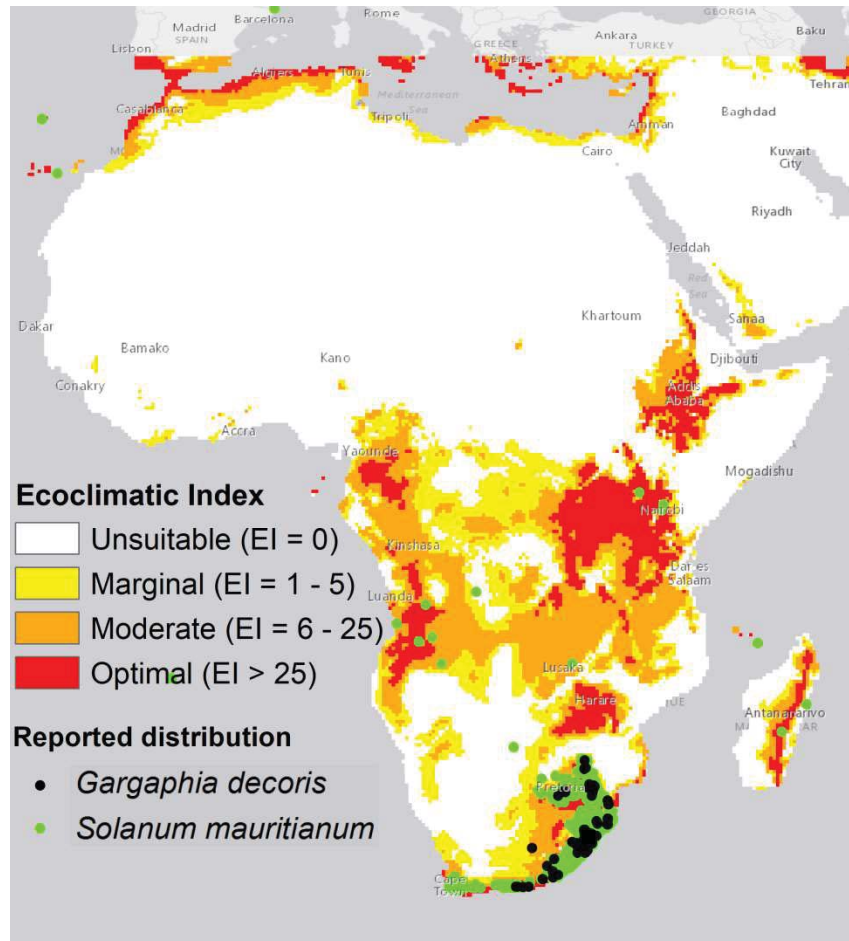 GEORGIA
Madrid
SPAIN
Barcelona
Rome
Lisbon
Ankara
TURKEY
Baku
GREECE
Athens
Algiers
Tunis
Tehran
Mediterranean
Sea
Casablanca
Tripoli
Amman
Baghdad
Cairo
Kuwait
City
Riyadh
Jeddah
Red
Sea
Dakar
Khartoum
Sanaa
Bamako
Kano
Djibouti
Conakry
Addis
Ababa
Accra
Yaounde
Mogadishu
Nairobi
Kinshasa
Dar es
Salaam
Luanda
Lusaka
Harare
Antananarivo
Pretoria
Cape
Town
Ecoclimatic Index
Unsuitable (EI = 0)
Marginal (EI = 1 - 5)
Moderate (EI = 6 - 25)
Optimal (EI > 25)
Reported distribution
Gargaphia decoris
Solanum mauritianum